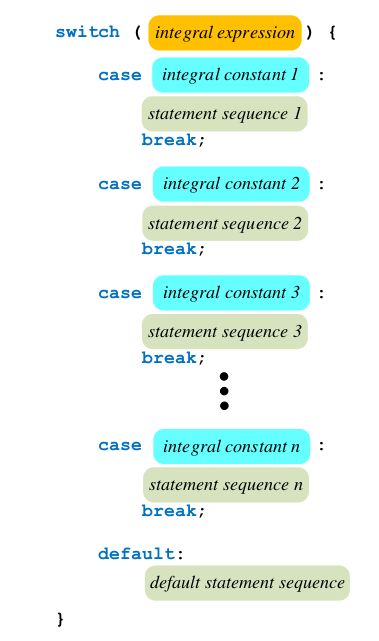 switch ( integral expression ) {
case integral constant 1 :
statement sequence 1
break;
case integral constant 2 :
statement sequence 2
break;
case integral constant 3 :
statement sequence 3
break;
case integral constant n :
statement sequence n
break;
default:
default statement sequence
}